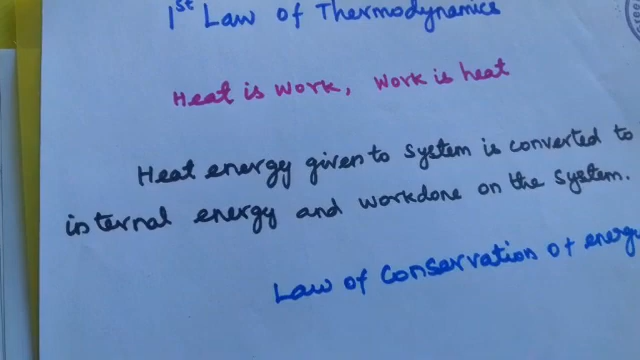 1st Law of Thermodynamics
Heat is work, work is heat
Heat energy given to system is converted to
internal energy and workdone on the system.
Law of conservation of energy